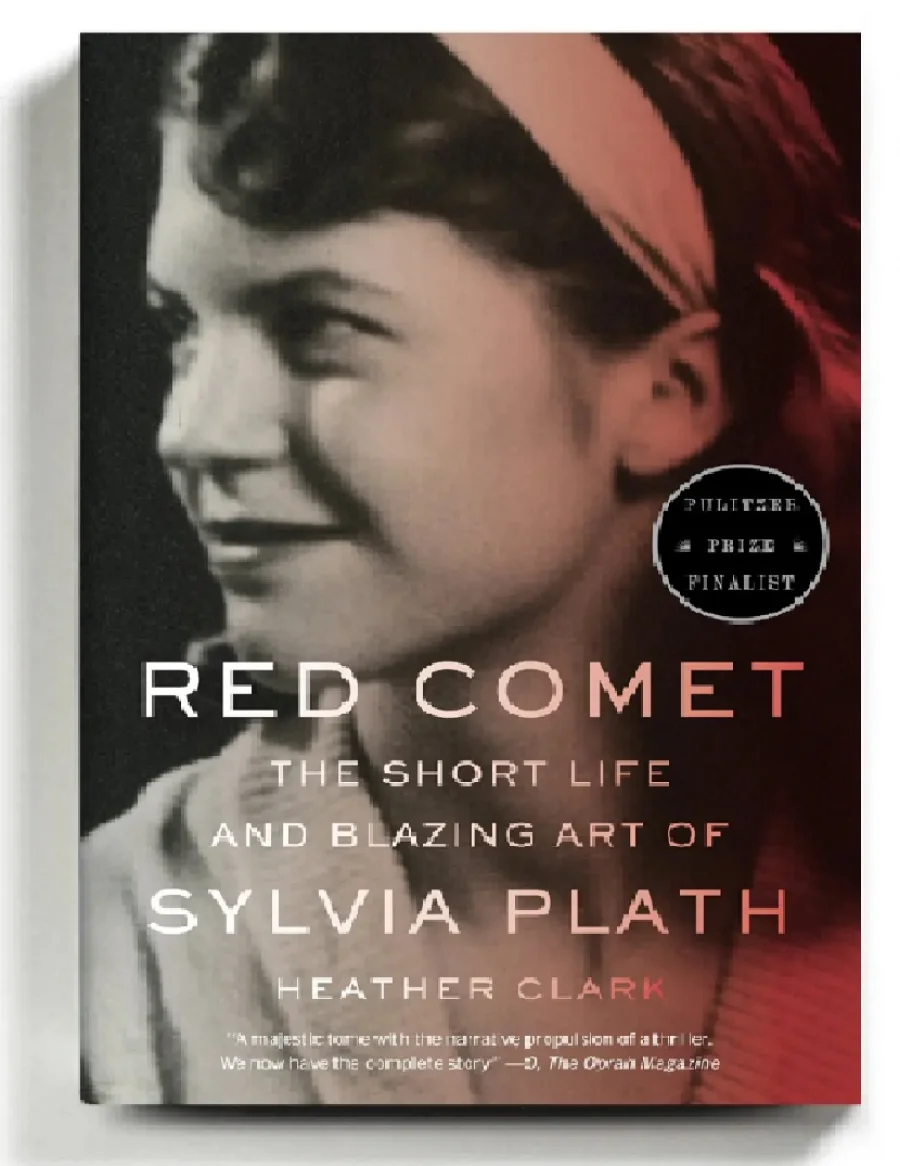 PULITZER
PRIZE
FINALIST
RED COMET
THE SHORT LIFE
AND BLAZING ART OF
SYLVIA PLATH
HEATHER CLARK
"A majestic tome with the narrative propulsion of a thriller.
We now have the complete story" —O, The Oprah Magazine